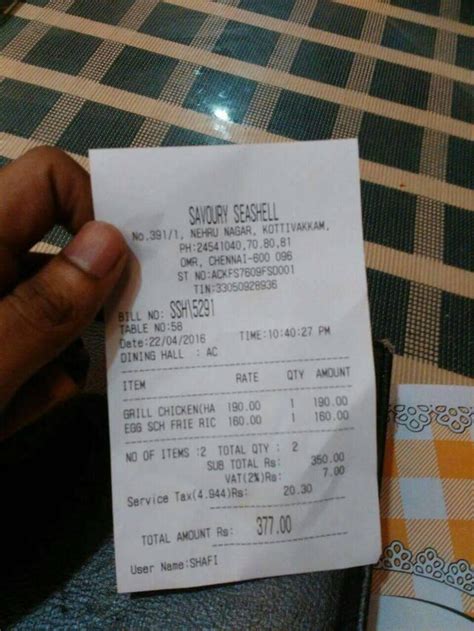 SAVOURY SEASHELL
No.391/1, NEHRU NAGAR, KOTTIVAKKAM,
PH:24541040,70,80,81
OMR, CHENNAI-600 096
ST NO:ACKFS7609FSD001
TIN:33050928936
BILL NO: SSH\5291
TABLE NO:58
Date:22/04/2016 TIME:10:40:27 PM
DINING HALL : AC
ITEM RATE QTY AMOUNT
GRILL CHICKEN(HA 190.00 1 190.00
EGG SCH FRIE RIC 160.00 1 160.00
NO OF ITEMS :2 TOTAL QTY : 2
SUB TOTAL Rs: 350.00
VAT(2%)Rs: 7.00
Service Tax(4.944)Rs: 20.30
TOTAL AMOUNT Rs: 377.00
User Name:SHAFI